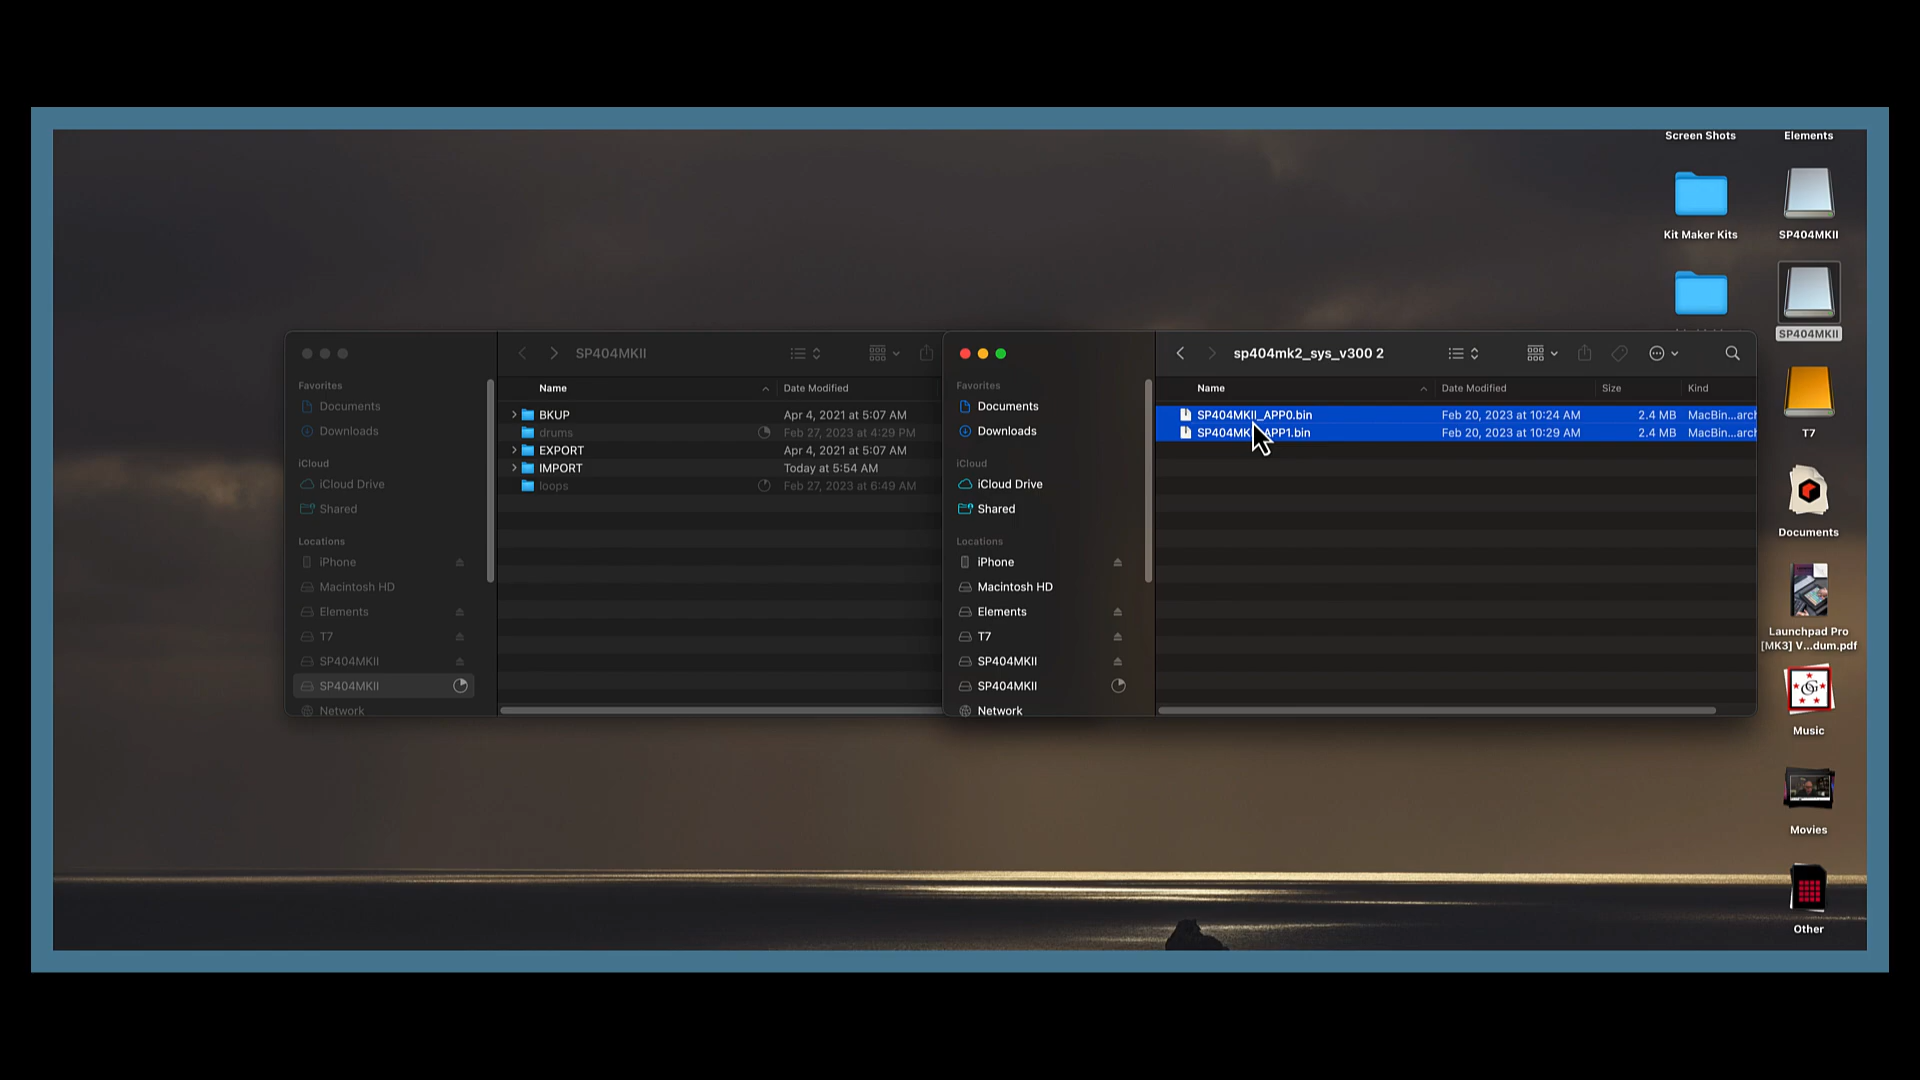 Screen Shots
Elements
Kit Maker Kits
SP404MKII
SP404MKII
T7
Documents
Launchpad Pro
[MK3] V...dum.pdf
Music
Movies
Other
SP404MKII
Favorites
Documents
Downloads
iCloud
iCloud Drive
Shared
Locations
iPhone
Macintosh HD
Elements
T7
SP404MKII
SP404MKII
Network
Name
Date Modified
BKUP
Apr 4, 2021 at 5:07 AM
drums
Feb 27, 2023 at 4:29 PM
EXPORT
Apr 4, 2021 at 5:07 AM
IMPORT
Today at 5:54 AM
loops
Feb 27, 2023 at 6:49 AM
sp404mk2_sys_v300 2
Favorites
Documents
Downloads
iCloud
iCloud Drive
Shared
Locations
iPhone
Macintosh HD
Elements
T7
SP404MKII
SP404MKII
Network
Name
Date Modified
Size
Kind
SP404MKII_APP0.bin
Feb 20, 2023 at 10:24 AM
2.4 MB
MacBin...arch
APP1.bin
Feb 20, 2023 at 10:29 AM
2.4 MB
MacBin...arch